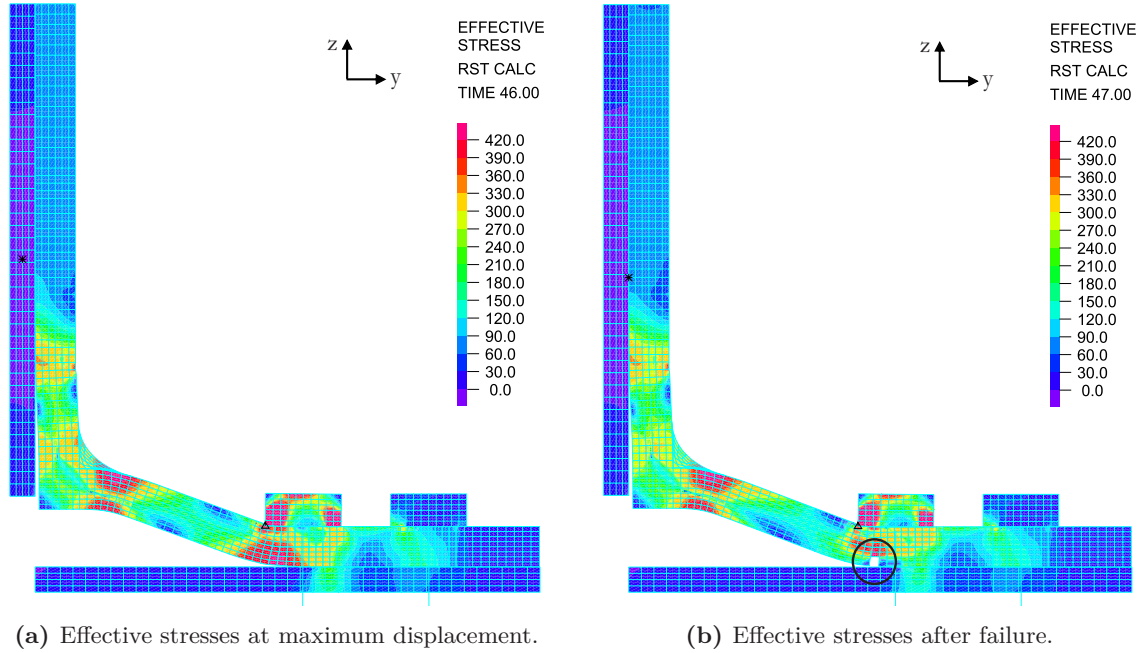 EFFECTIVE
STRESS
RST CALC
TIME 46.00
z
y
420.0
390.0
360.0
330.0
300.0
270.0
240.0
210.0
180.0
150.0
120.0
90.0
60.0
30.0
0.0
(a) Effective stresses at maximum displacement.
EFFECTIVE
STRESS
RST CALC
TIME 47.00
z
y
420.0
390.0
360.0
330.0
300.0
270.0
240.0
210.0
180.0
150.0
120.0
90.0
60.0
30.0
0.0
(b) Effective stresses after failure.